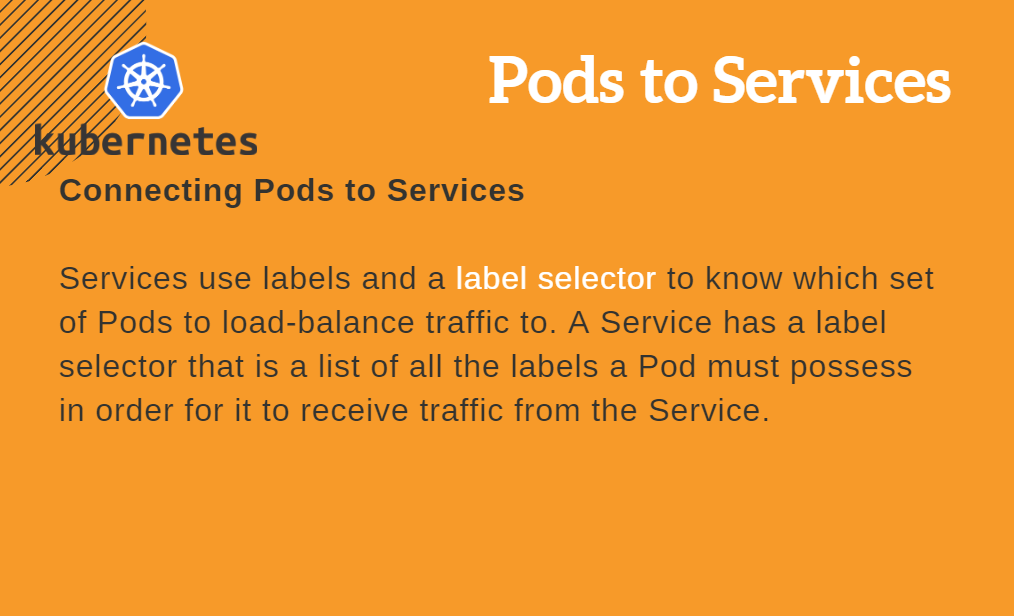 Pods to Services
kubernetes
Connecting Pods to Services
Services use labels and a label selector to know which set
of Pods to load-balance traffic to. A Service has a label
selector that is a list of all the labels a Pod must possess
in order for it to receive traffic from the Service.